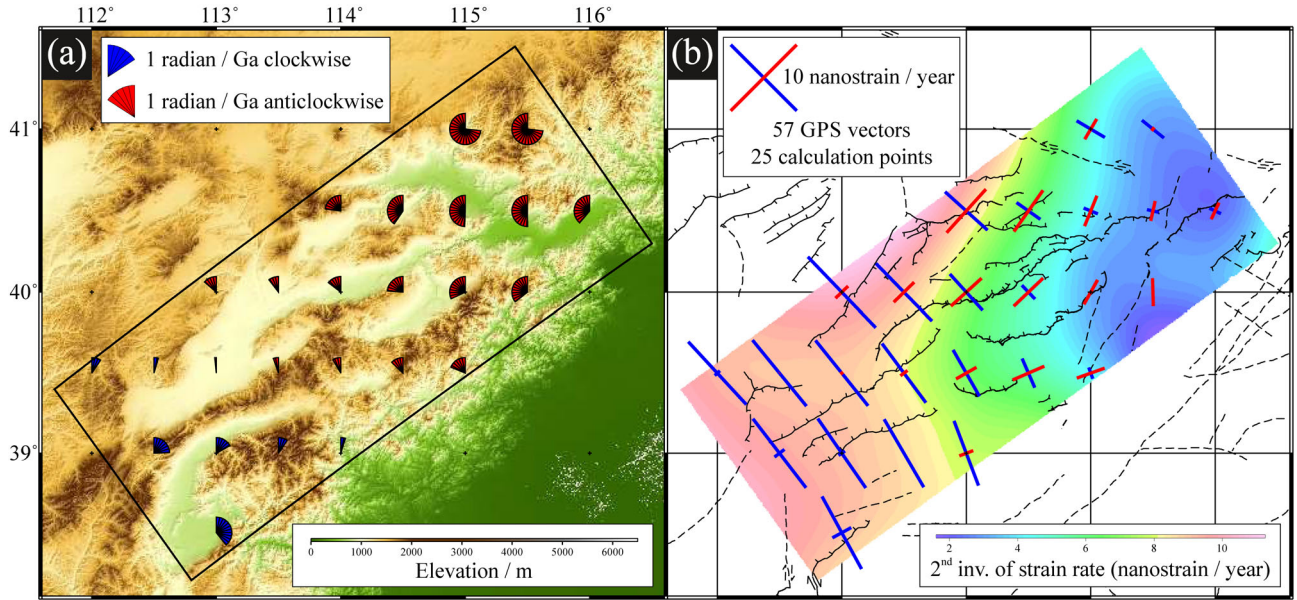 112° 113° 114° 115° 116°
(a)
1 radian / Ga clockwise
1 radian / Ga anticlockwise
41°
40°
39°
0 1000 2000 3000 4000 5000 6000
Elevation / m
(b)
10 nanostrain / year
57 GPS vectors
25 calculation points
2 4 6 8 10
2nd inv. of strain rate (nanostrain / year)